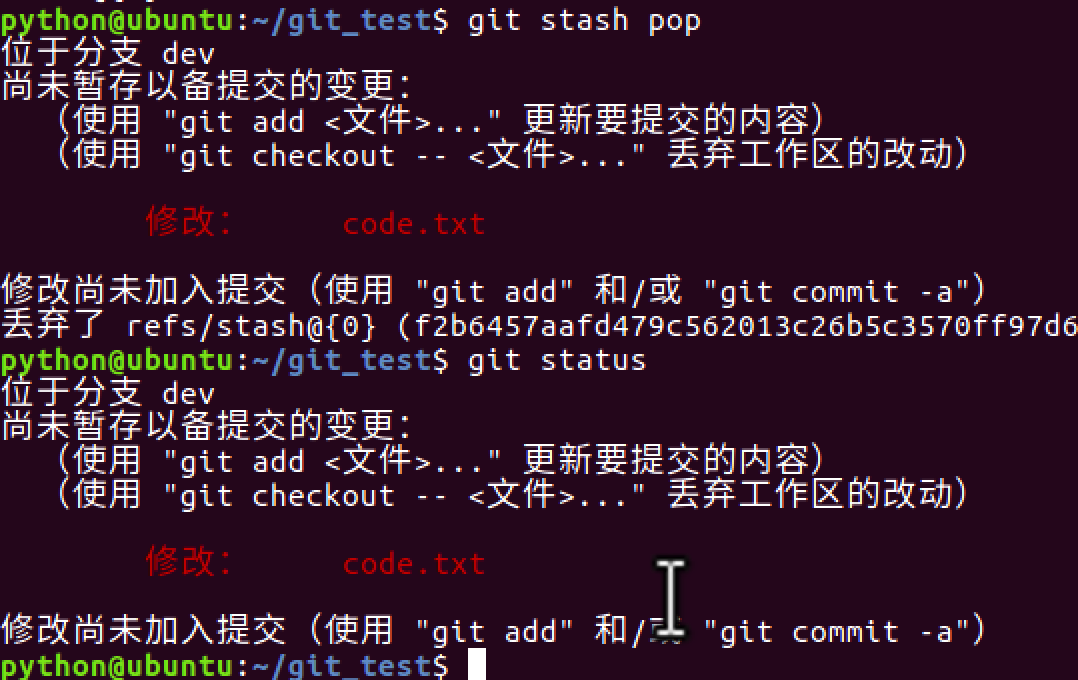 python@ubuntu:~/git_test$ git stash pop
位于分支 dev
尚未暂存以备提交的变更：
（使用 "git add <文件>..." 更新要提交的内容）
（使用 "git checkout -- <文件>..." 丢弃工作区的改动）
修改： code.txt
修改尚未加入提交（使用 "git add" 和/或 "git commit -a"）
丢弃了 refs/stash@{0} (f2b6457aafd479c562013c26b5c3570ff97d6
python@ubuntu:~/git_test$ git status
位于分支 dev
尚未暂存以备提交的变更：
（使用 "git add <文件>..." 更新要提交的内容）
（使用 "git checkout -- <文件>..." 丢弃工作区的改动）
修改： code.txt
修改尚未加入提交（使用 "git add" 和/或 "git commit -a"）
python@ubuntu:~/git_test$